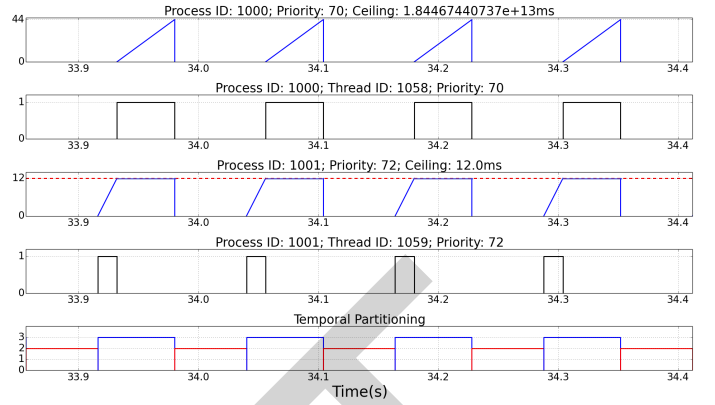 Process ID: 1000; Priority: 70; Ceiling: 1.84467440737e+13ms
44
0
33.9 34.0 34.1 34.2 34.3 34.4
Process ID: 1000; Thread ID: 1058; Priority: 70
1
0
33.9 34.0 34.1 34.2 34.3 34.4
Process ID: 1001; Priority: 72; Ceiling: 12.0ms
12
0
33.9 34.0 34.1 34.2 34.3 34.4
Process ID: 1001; Thread ID: 1059; Priority: 72
1
0
33.9 34.0 34.1 34.2 34.3 34.4
Temporal Partitioning
3
2
1
0
33.9 34.0 34.1 34.2 34.3 34.4
Time(s)